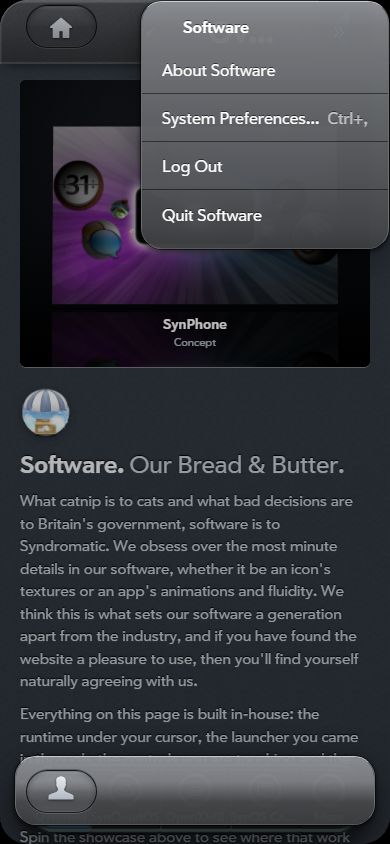 Software
About Software
System Preferences... Ctrl+,
Log Out
Quit Software
31+
SynPhone
Concept
Software. Our Bread & Butter.
What catnip is to cats and what bad decisions are
to Britain's government, software is to
Syndromatic. We obsess over the most minute
details in our software, whether it be an icon's
textures or an app's animations and fluidity. We
think this is what sets our software a generation
apart from the industry, and if you have found the
website a pleasure to use, then you'll find yourself
naturally agreeing with us.
Everything on this page is built in-house: the
runtime under your cursor, the launcher you came
Spin the showcase above to see where that work